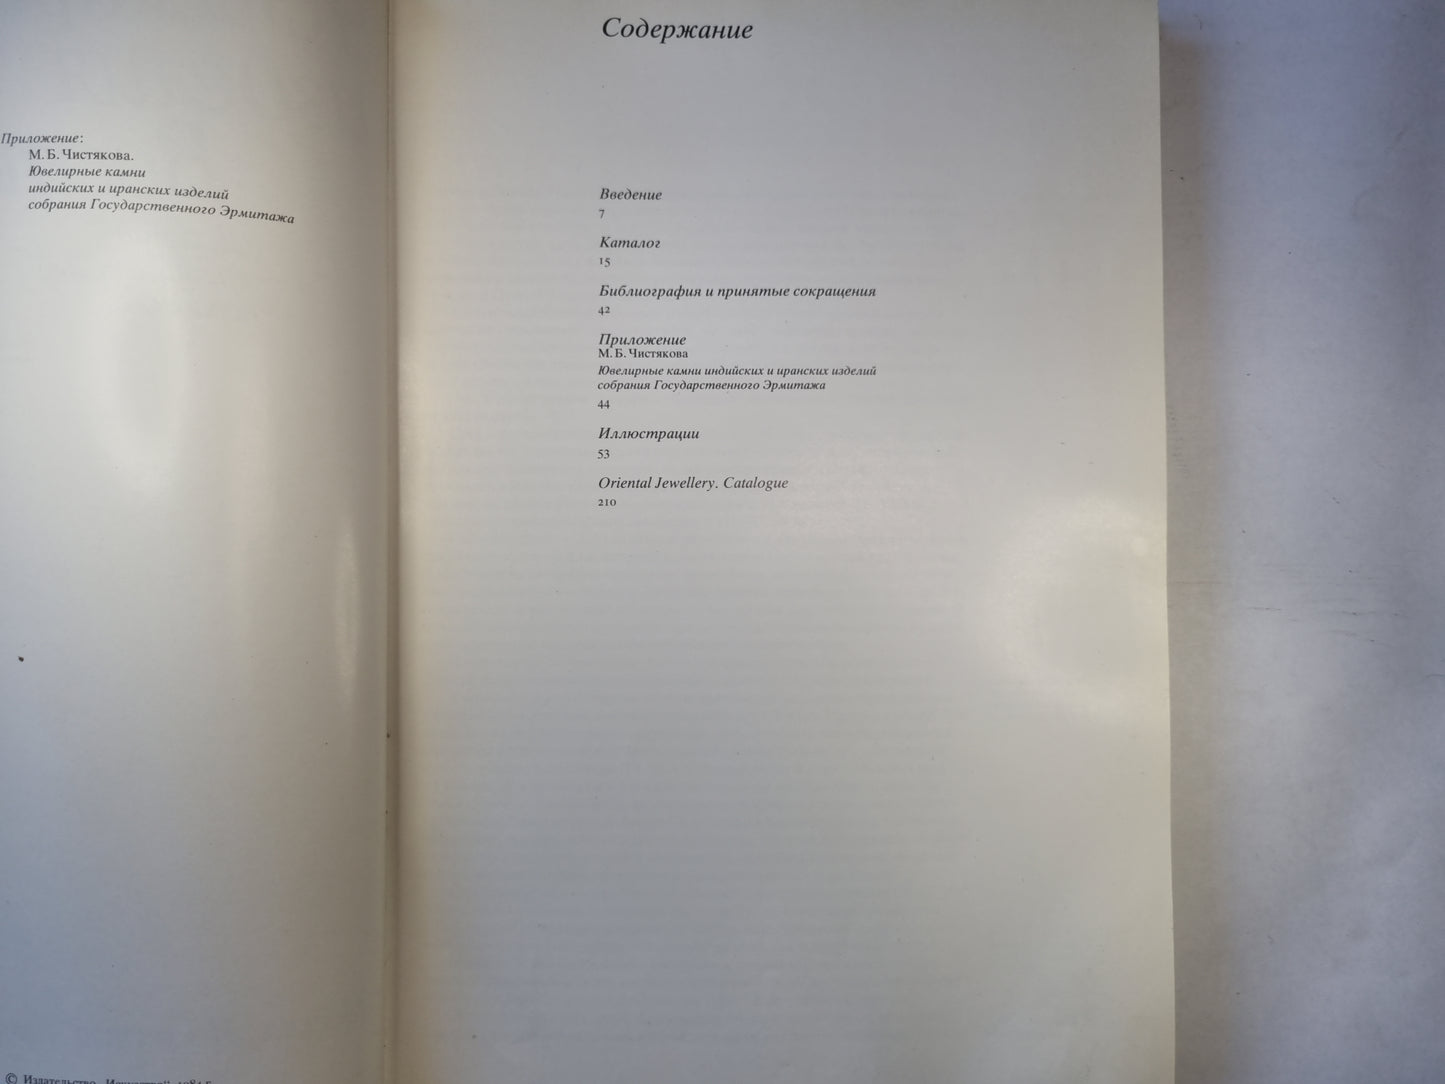 Приложение:
М. Б. Чистякова.
Ювелирные камни
индийских и иранских изделий
собрания Государственного Эрмитажа
© Издательство
Содержание
Введение
7
Каталог
15
Библиография и принятые сокращения
42
Приложение
М. Б. Чистякова
Ювелирные камни индийских и иранских изделий
собрания Государственного Эрмитажа
44
Иллюстрации
53
Oriental Jewellery. Catalogue
210